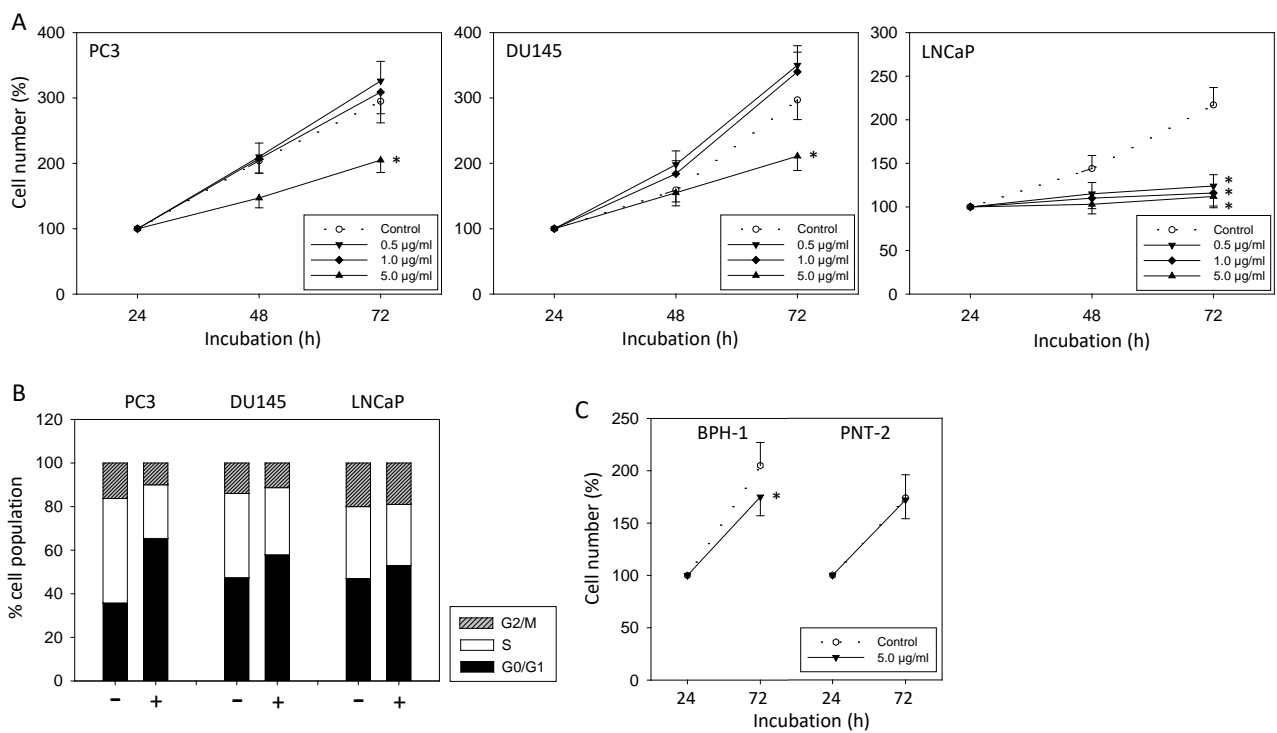 A
PC3
Cell number (%)
400
300
200
100
0
24
48
72
Incubation (h)
Control
0.5 µg/ml
1.0 µg/ml
5.0 µg/ml
*
DU145
400
300
200
100
0
24
48
72
Incubation (h)
Control
0.5 µg/ml
1.0 µg/ml
5.0 µg/ml
*
LNCaP
300
250
200
150
100
50
0
24
48
72
Incubation (h)
Control
0.5 µg/ml
1.0 µg/ml
5.0 µg/ml
*
*
*
B
PC3 DU145 LNCaP
% cell population
120
100
80
60
40
20
0
− + − + − +
G2/M
S
G0/G1
C
BPH-1 PNT-2
Cell number (%)
250
200
150
100
50
0
*
Control
5.0 µg/ml
24 72 24 72
Incubation (h)